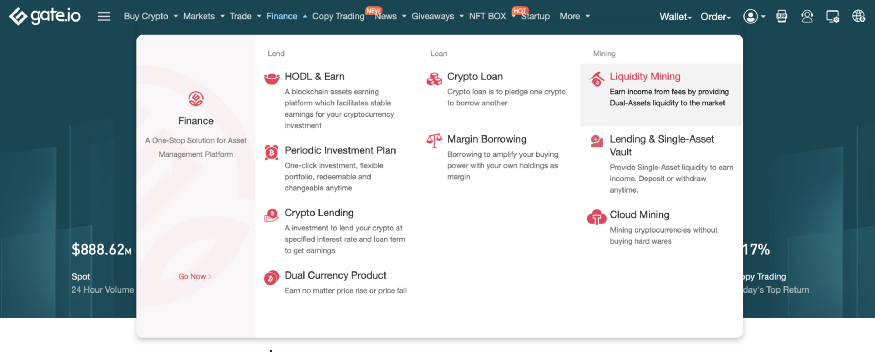 gate.io
Buy Crypto Markets Trade Finance Copy Trading NEW News Giveaways NFT BOX HOT Startup More Wallet Order
Lend
HODL & Earn
A blockchain assets earning
platform which facilitates stable
earnings for your cryptocurrency
investment
Periodic Investment Plan
One-click investment, flexible
portfolio, redeemable and
changeable anytime
Crypto Lending
A investment to lend your crypto at
specified interest rate and loan term
to get earnings
Dual Currency Product
Earn no matter price rise or price fall
Loan
Crypto Loan
Crypto loan is to pledge one crypto
to borrow another
Margin Borrowing
Borrowing to amplify your buying
power with your own holdings as
margin
Mining
Liquidity Mining
Earn income from fees by providing
Dual-Assets liquidity to the market
Lending & Single-Asset
Vault
Provide Single-Asset liquidity to earn
income. Deposit or withdraw
anytime.
Cloud Mining
Mining cryptocurrencies without
buying hard wares
Finance
A One-Stop Solution for Asset
Management Platform
Go Now
$888.62M
Spot
24 Hour Volume
17%
opy Trading
day's Top Return